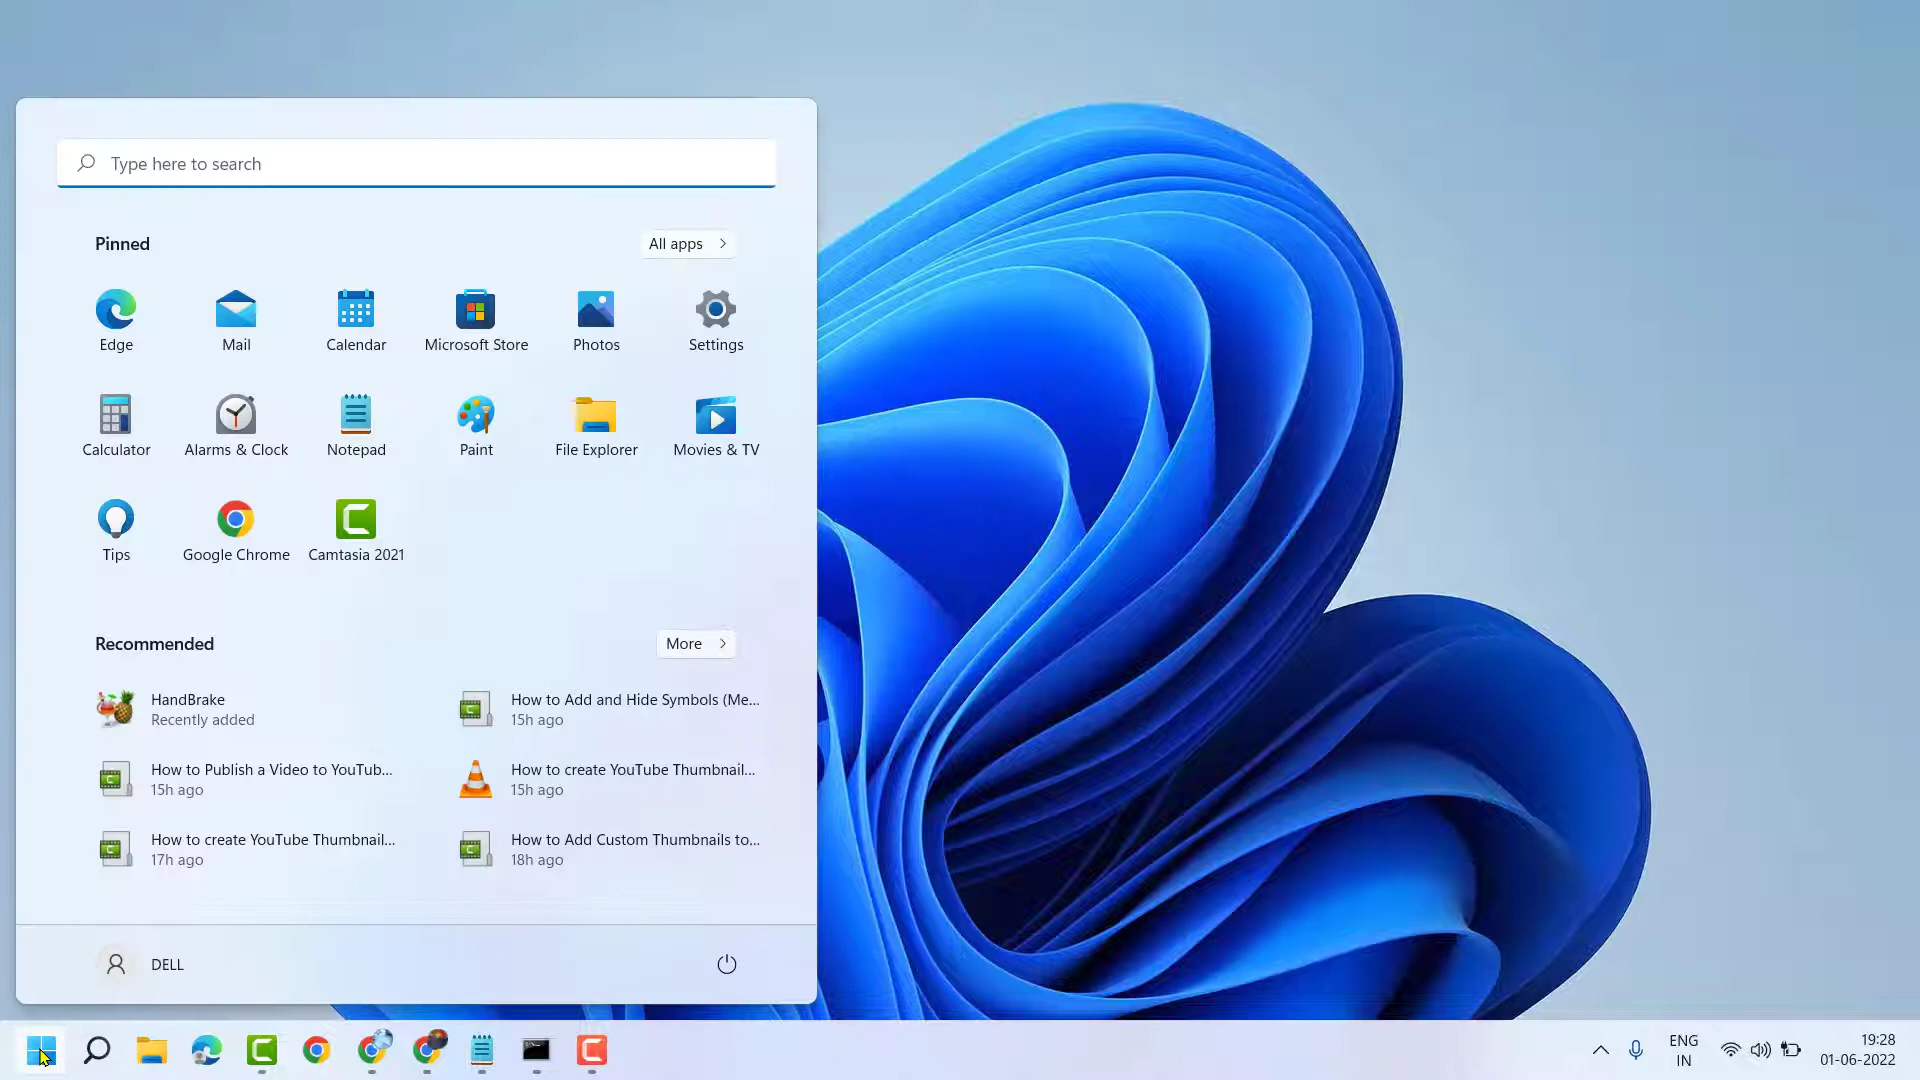 Type here to search
Pinned
All apps
Edge
Mail
Calendar
Microsoft Store
Photos
Settings
Calculator
Alarms & Clock
Notepad
Paint
File Explorer
Movies & TV
Tips
Google Chrome
Camtasia 2021
Recommended
More
HandBrake
Recently added
How to Add and Hide Symbols (Me...
15h ago
How to Publish a Video to YouTub...
15h ago
How to create YouTube Thumbnail...
15h ago
How to create YouTube Thumbnail...
17h ago
How to Add Custom Thumbnails to...
18h ago
DELL
ENG
IN
19:28
01-06-2022